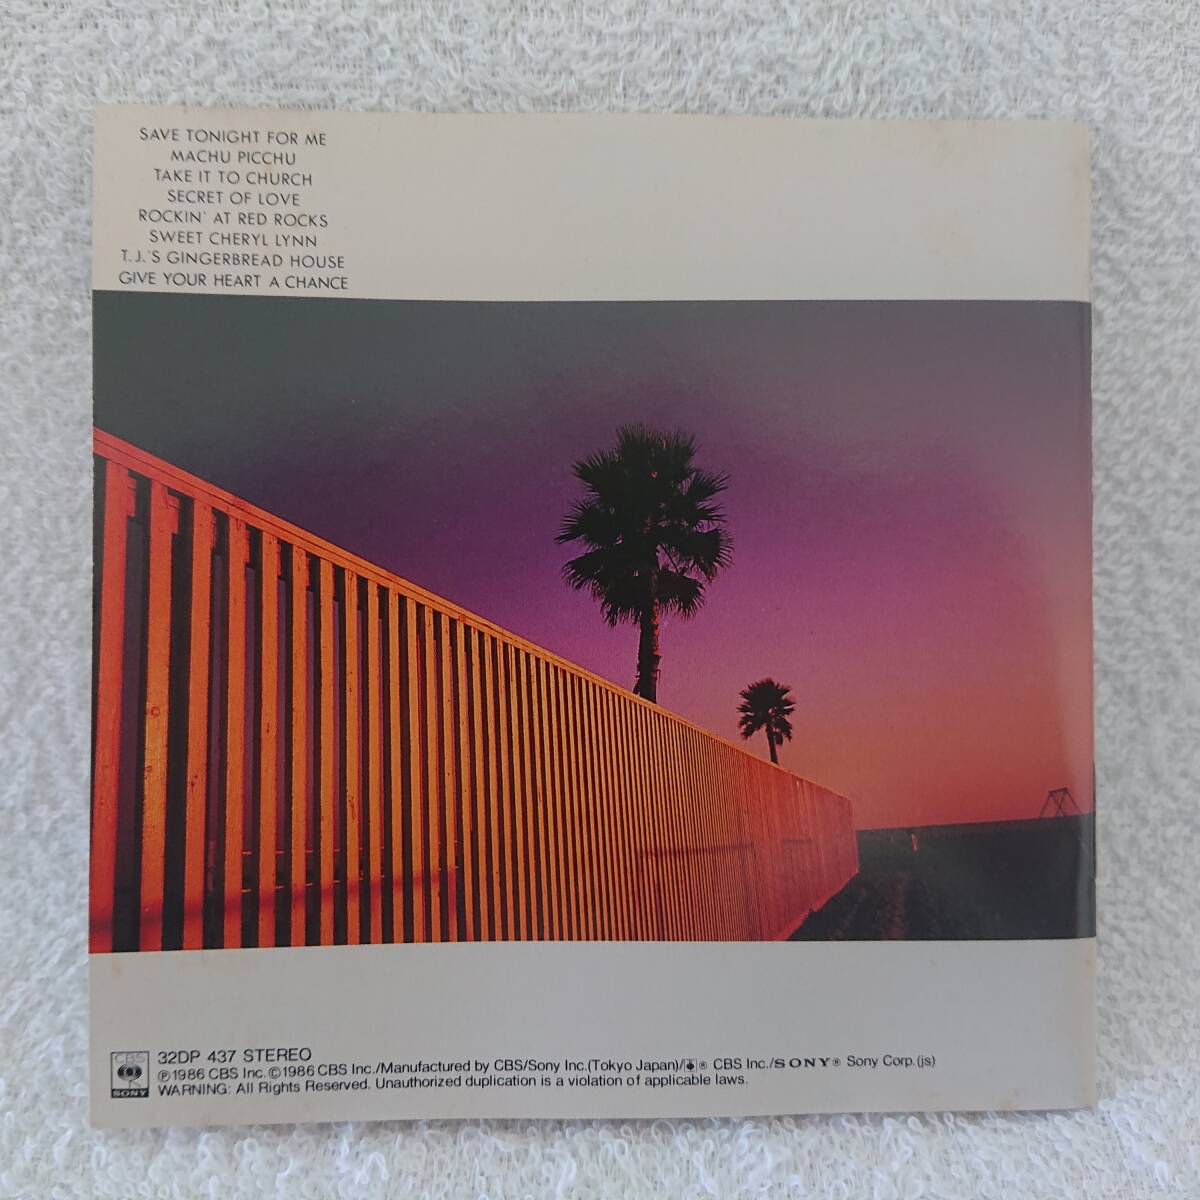 SAVE TONIGHT FOR ME
MACHU PICCHU
TAKE IT TO CHURCH
SECRET OF LOVE
ROCKIN' AT RED ROCKS
SWEET CHERYL LYNN
T.J.'S GINGERBREAD HOUSE
GIVE YOUR HEART A CHANCE
CBS
SONY
32DP 437 STEREO
℗1986 CBS Inc.©1986 CBS Inc./Manufactured by CBS/Sony Inc.(Tokyo Japan)/® CBS Inc./SONY® Sony Corp.(js)
WARNING: All Rights Reserved. Unauthorized duplication is a violation of applicable laws.